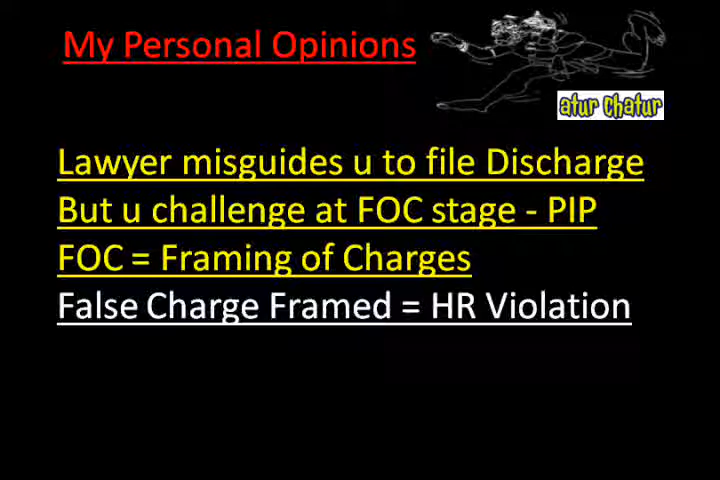 My Personal Opinions
atur chatur
Lawyer misguides u to file Discharge
But u challenge at FOC stage - PIP
FOC = Framing of Charges
False Charge Framed = HR Violation